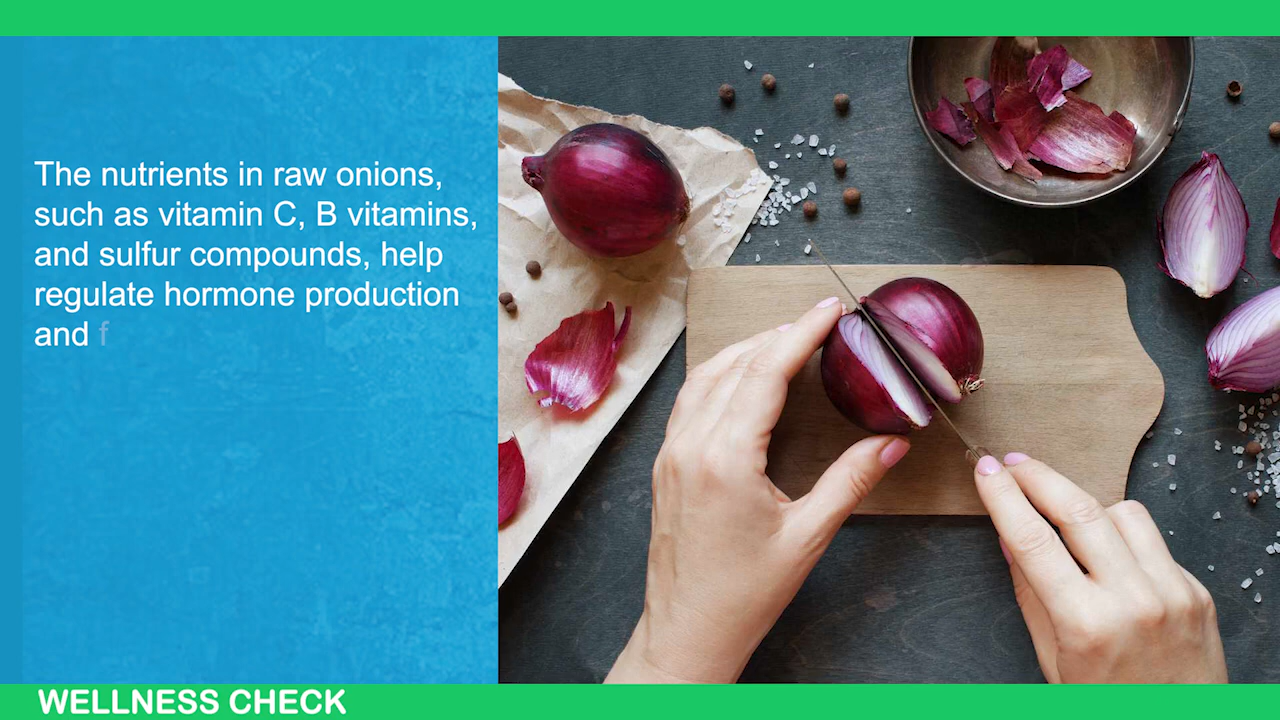 The nutrients in raw onions,
such as vitamin C, B vitamins,
and sulfur compounds, help
regulate hormone production
and f
WELLNESS CHECK